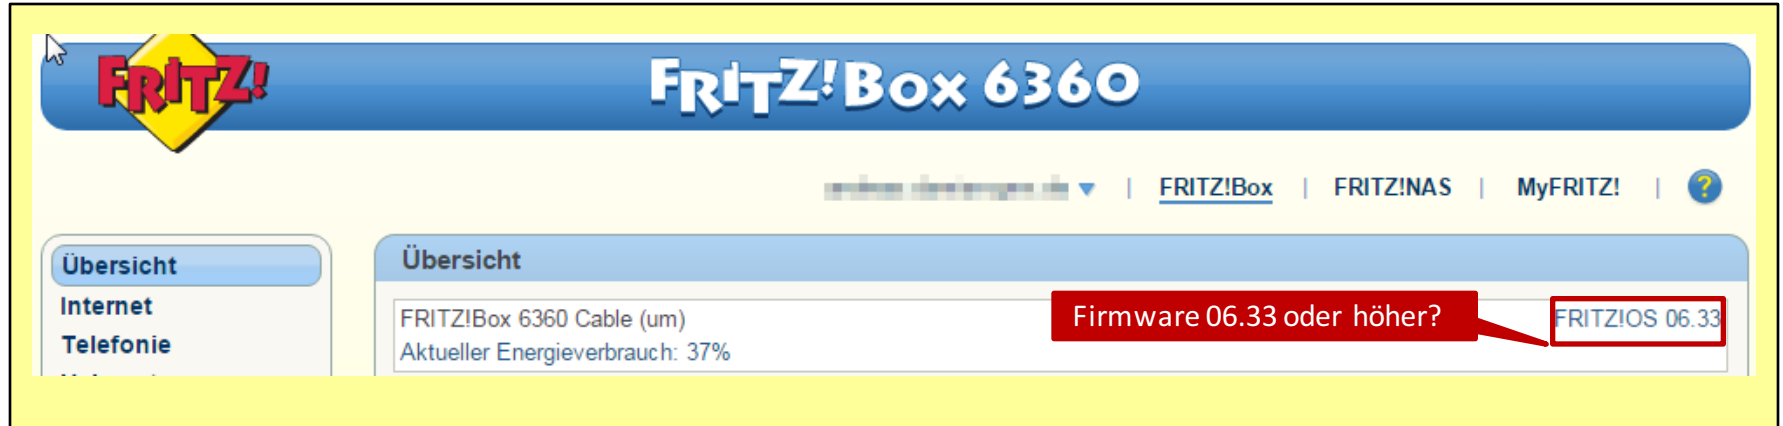 FRITZ!
FRITZ!Box 6360
FRITZ!Box | FRITZ!NAS | MyFRITZ! | ?
Übersicht
Internet
Telefonie
Übersicht
FRITZ!Box 6360 Cable (um)
Firmware 06.33 oder höher?
FRITZ!OS 06.33
Aktueller Energieverbrauch: 37%